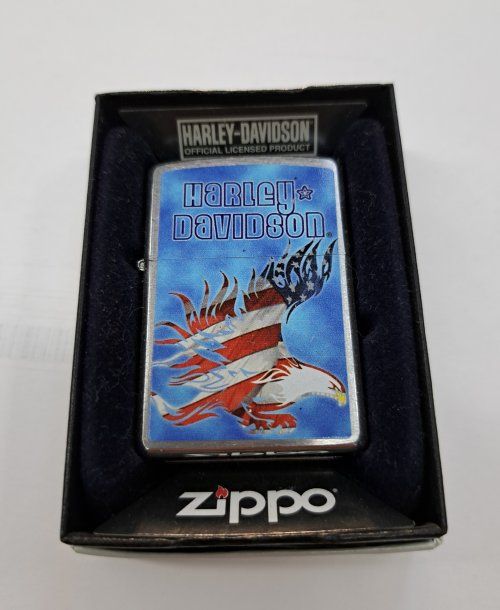 HARLEY-DAVIDSON
OFFICIAL LICENSED PRODUCT
HARLEY
DAVIDSON®
zippo®